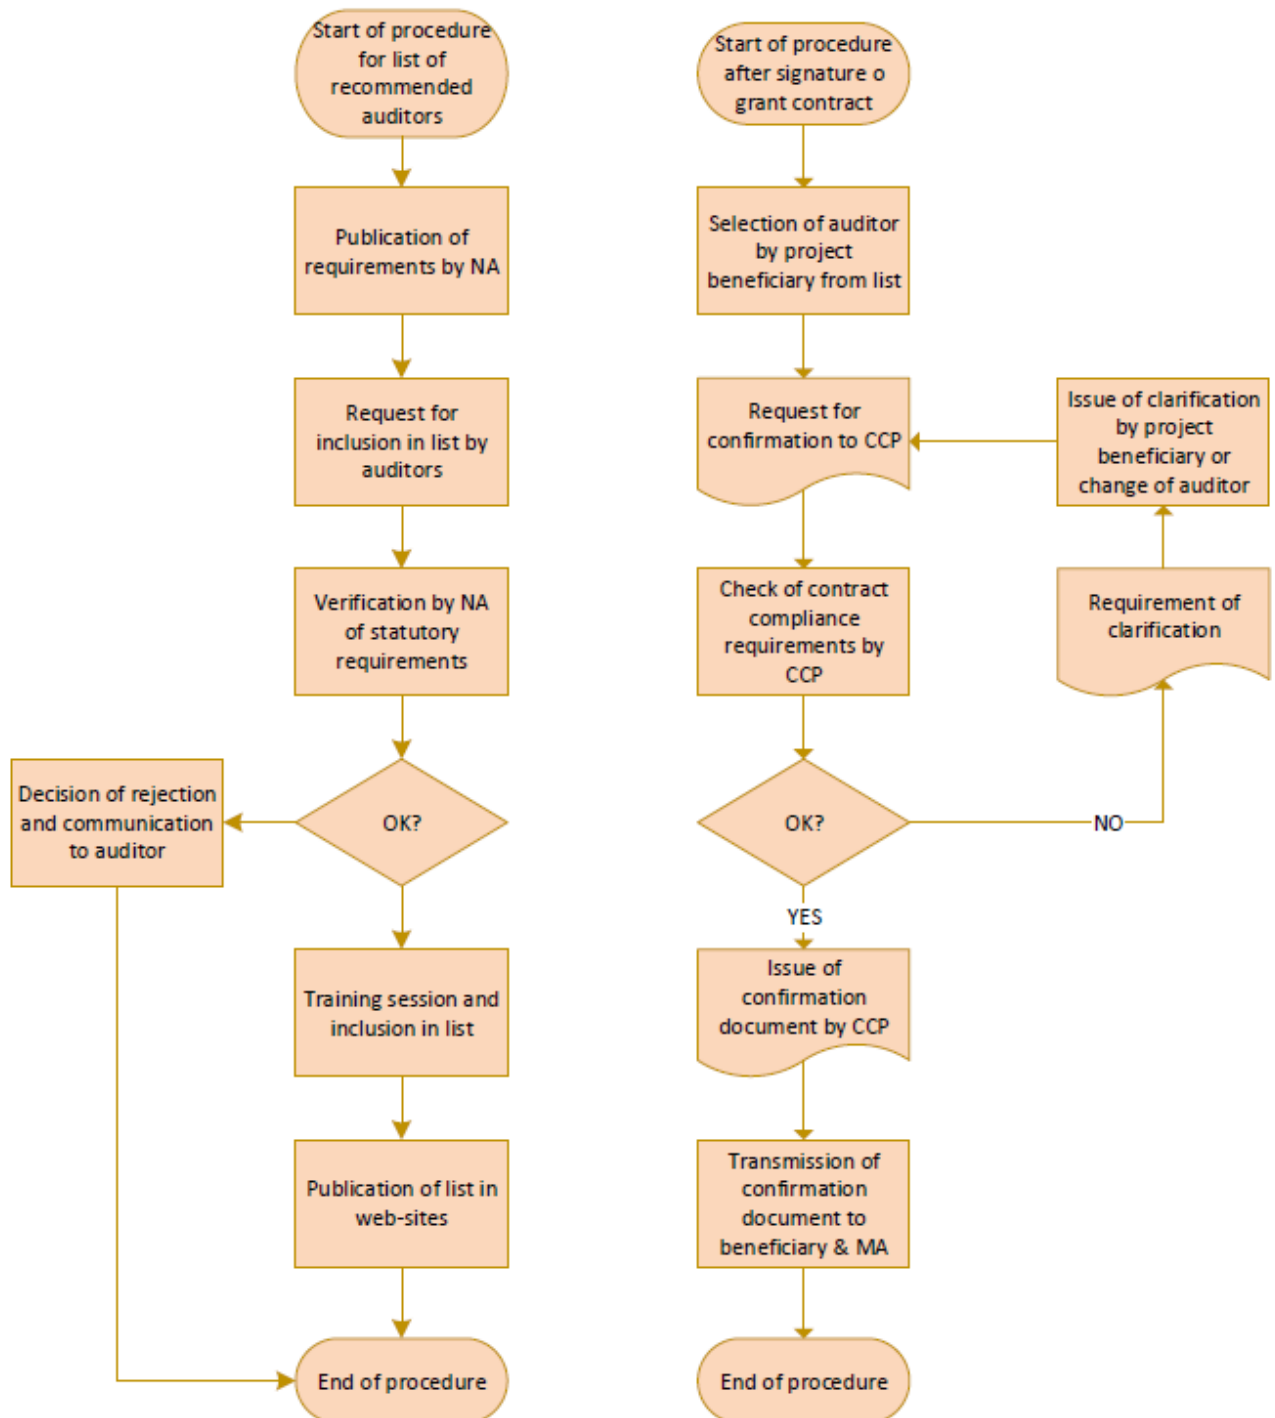 Start of procedure
for list of
recommended
auditors
Publication of
requirements by NA
Request for
inclusion in list by
auditors
Verification by NA
of statutory
requirements
OK?
Decision of rejection
and communication
to auditor
Training session and
inclusion in list
Publication of list in
web-sites
End of procedure
Start of procedure
after signature o
grant contract
Selection of auditor
by project
beneficiary from list
Request for
confirmation to CCP
Check of contract
compliance
requirements by
CCP
OK?
NO
Requirement of
clarification
Issue of clarification
by project
beneficiary or
change of auditor
YES
Issue of
confirmation
document by CCP
Transmission of
confirmation
document to
beneficiary & MA
End of procedure